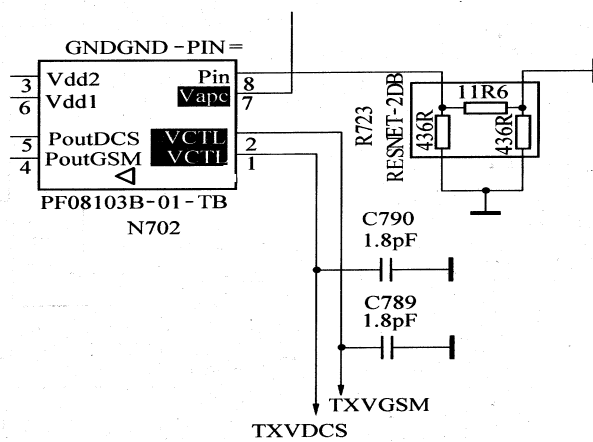 GNDGND-PIN=
3 Vdd2 Pin 8
6 Vdd1 Vapc 7
5 PoutDCS VCTL 2
4 PoutGSM VCTL 1
PF08103B-01-TB
N702
R723
RESNET-2DB
11R6
436R
436R
C790
1.8pF
C789
1.8pF
TXVGSM
TXVDCS